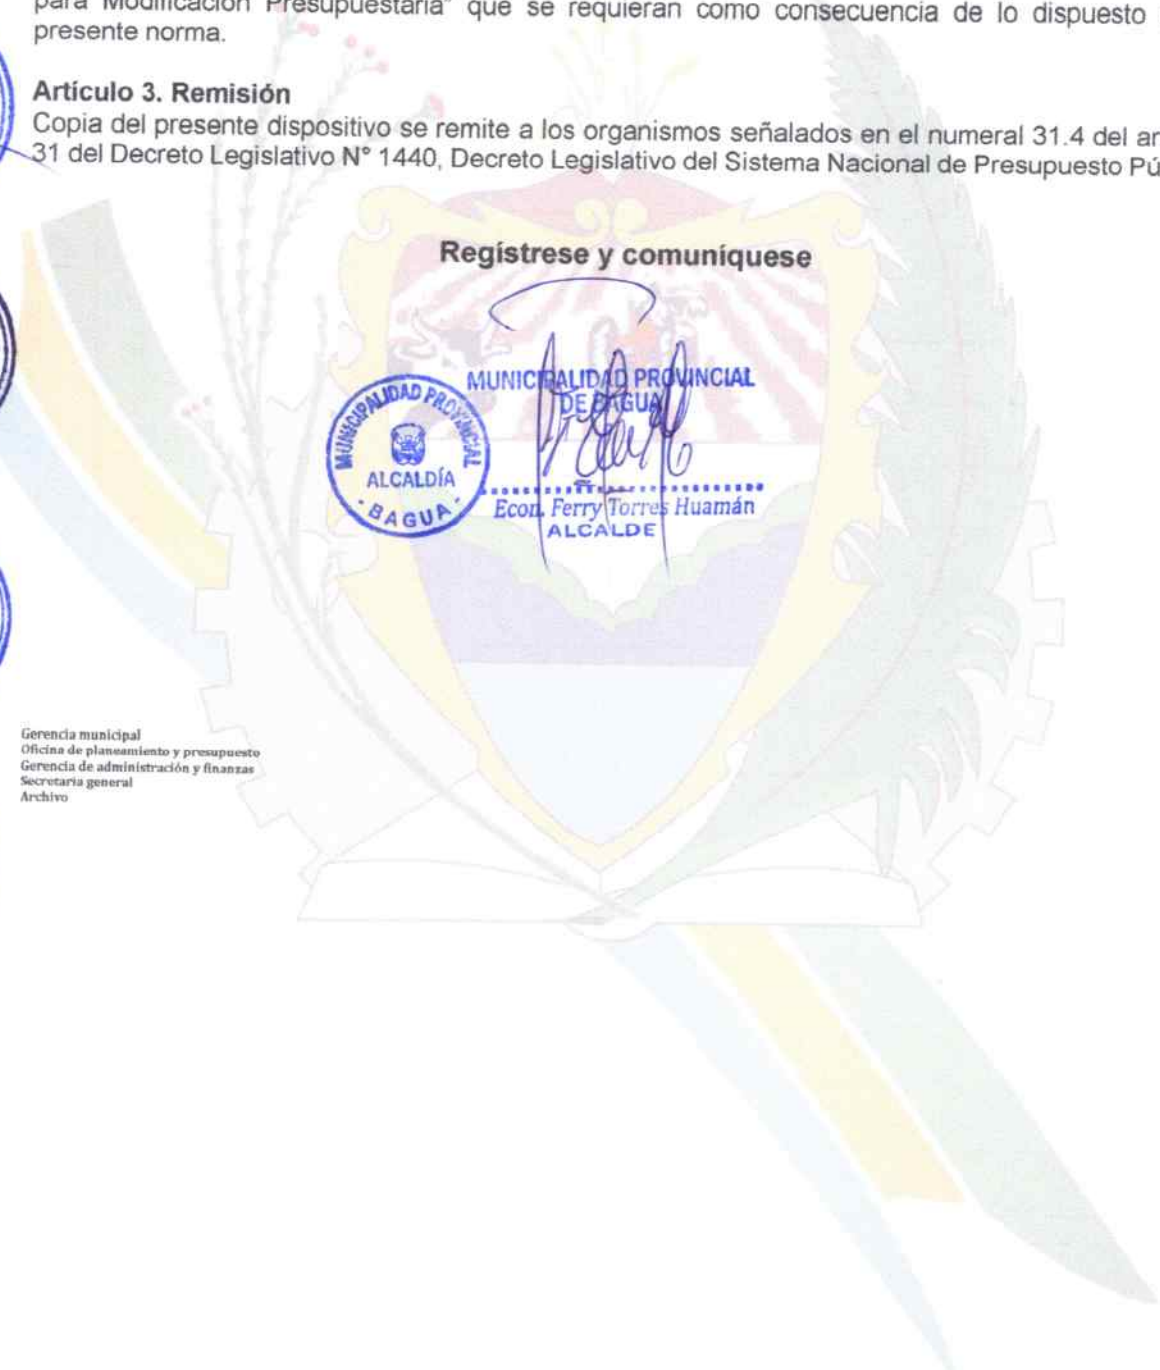 para Modificación Presupuestaria" que se requieran como consecuencia de lo dispuesto
presente norma.
Artículo 3. Remisión
Copia del presente dispositivo se remite a los organismos señalados en el numeral 31.4 del ar
31 del Decreto Legislativo N° 1440, Decreto Legislativo del Sistema Nacional de Presupuesto Pú
Regístrese y comuníquese
MUNICIPALIDAD PROVINCIAL
DE BAGUA
MUNICIPALIDAD PROVINCIAL
ALCALDÍA
- BAGUA -
Econ. Ferry Torres Huamán
ALCALDE
Gerencia municipal
Oficina de planeamiento y presupuesto
Gerencia de administración y finanzas
Secretaria general
Archivo